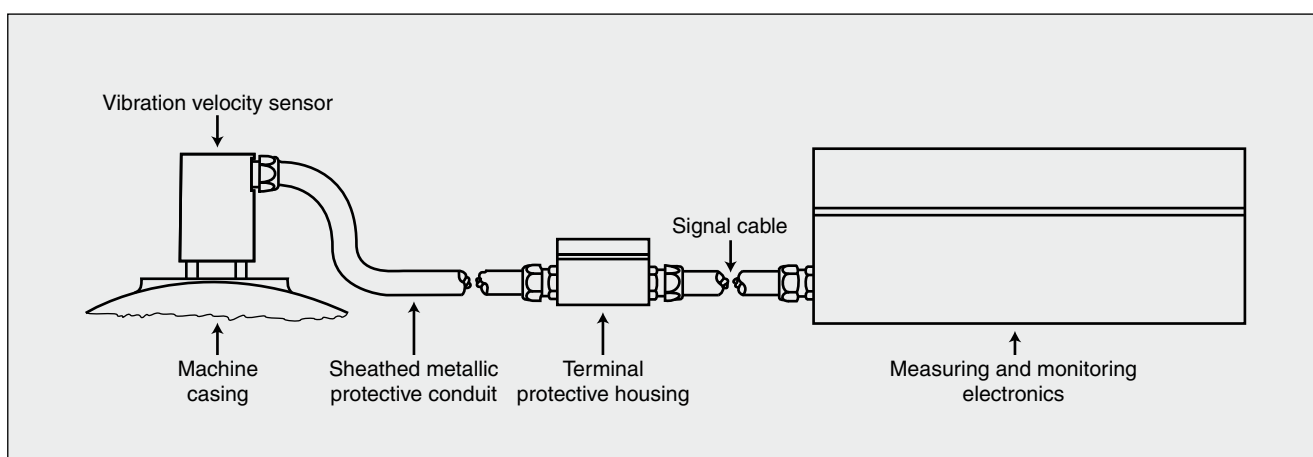 Vibration velocity sensor
Signal cable
Machine
casing
Sheathed metallic
protective conduit
Terminal
protective housing
Measuring and monitoring
electronics